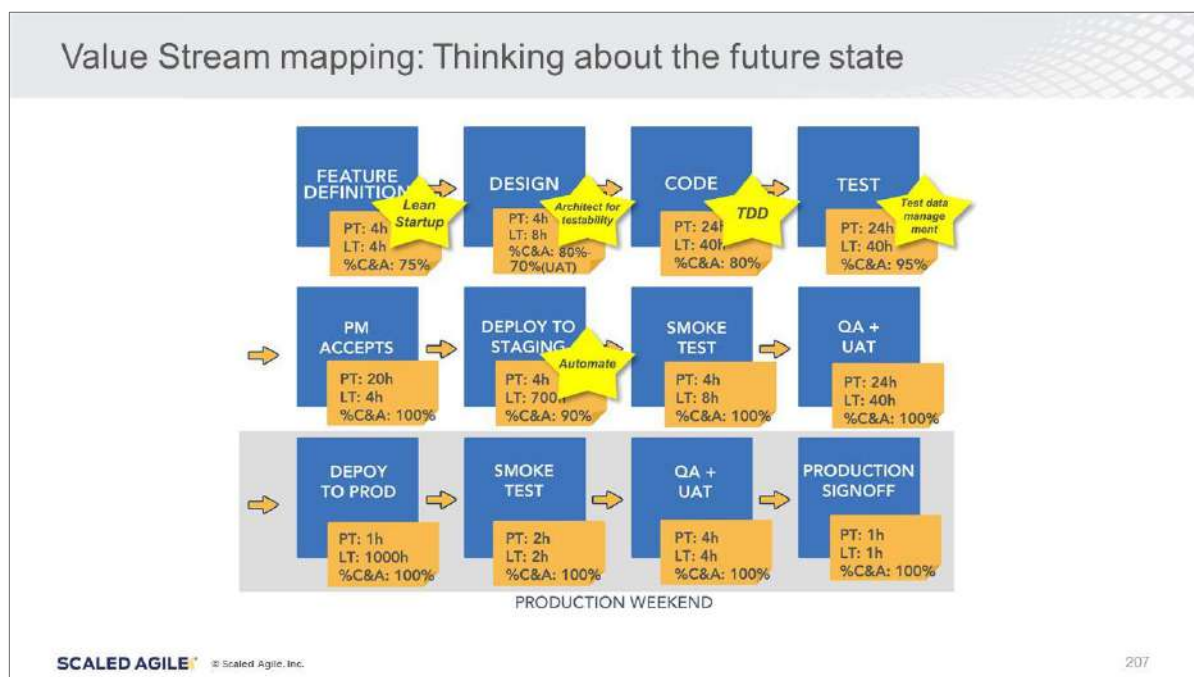 Value Stream mapping: Thinking about the future state
FEATURE
DEFINITION
Lean
Startup
PT: 4h
LT: 4h
%C&A: 75%
DESIGN
Architect for
testability
PT: 4h
LT: 8h
%C&A: 80%
70%(UAT)
CODE
TDD
PT: 24h
LT: 40h
%C&A: 80%
TEST
Test data
manage
ment
PT: 24h
LT: 40h
%C&A: 95%
PM
ACCEPTS
PT: 20h
LT: 4h
%C&A: 100%
DEPLOY TO
STAGING
Automate
PT: 4h
LT: 700h
%C&A: 90%
SMOKE
TEST
PT: 4h
LT: 8h
%C&A: 100%
QA +
UAT
PT: 24h
LT: 40h
%C&A: 100%
DEPOY
TO PROD
PT: 1h
LT: 1000h
%C&A: 100%
SMOKE
TEST
PT: 2h
LT: 2h
%C&A: 100%
QA +
UAT
PT: 4h
LT: 4h
%C&A: 100%
PRODUCTION
SIGNOFF
PT: 1h
LT: 1h
%C&A: 100%
PRODUCTION WEEKEND
SCALED AGILE © Scaled Agile. Inc.
207